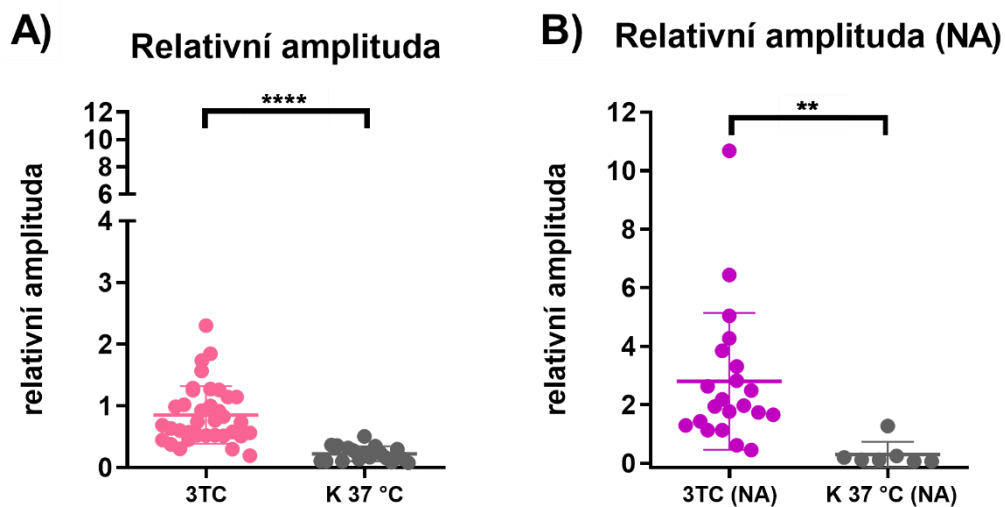 A)
Relativní amplituda
****
relativní amplituda
12
10
8
6
4
3
2
1
0
3TC
K 37 °C
B)
Relativní amplituda (NA)
**
relativní amplituda
12
10
8
6
4
2
0
3TC (NA)
K 37 °C (NA)